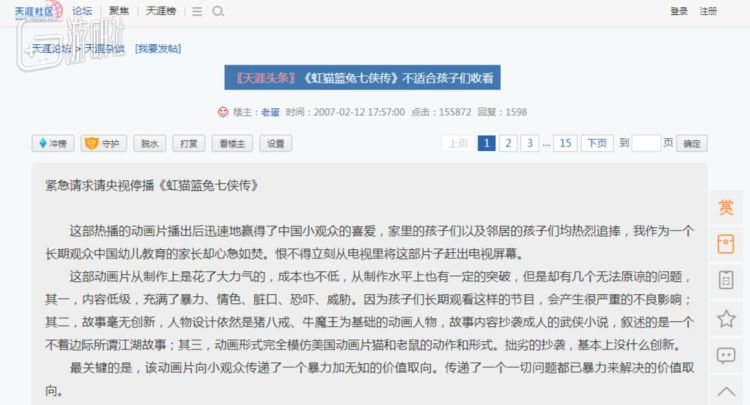 天涯社区 论坛 | 聚焦 | 天涯榜 登录 注册
www.tianya.cn
游研社
天涯论坛 > 天涯杂谈 [我要发帖]
〖天涯头条〗《虹猫篮兔七侠传》不适合孩子们收看
楼主：老蛋 时间：2007-02-12 17:57:00 点击：155872 回复：1598
冲榜 守护 脱水 打赏 看楼主 设置 上页 1 2 3 ... 15 下页 到 页 确定
紧急请求请央视停播《虹猫篮兔七侠传》
赏
这部热播的动画片播出后迅速地赢得了中国小观众的喜爱，家里的孩子们以及邻居的孩子们均热烈追捧，我作为一个
长期观众中国幼儿教育的家长却心急如焚。恨不得立刻从电视里将这部片子赶出电视屏幕。
这部动画片从制作上是花了大力气的，成本也不低，从制作水平上也有一定的突破，但是却有几个无法原谅的问题，
其一，内容低级，充满了暴力、情色、脏口、恐吓、威胁。因为孩子们长期观看这样的节目，会产生很严重的不良影响；
其二，故事毫无创新，人物设计依然是猪八戒、牛魔王为基础的动画人物，故事内容抄袭成人的武侠小说，叙述的是一个
不着边际所谓江湖故事；其三，动画形式完全模仿美国动画片猫和老鼠的动作和形式。拙劣的抄袭，基本上没什么创新。
最关键的是，该动画片向小观众传递了一个暴力加无知的价值取向。传递了一个一切问题都已暴力来解决的价值取
向。